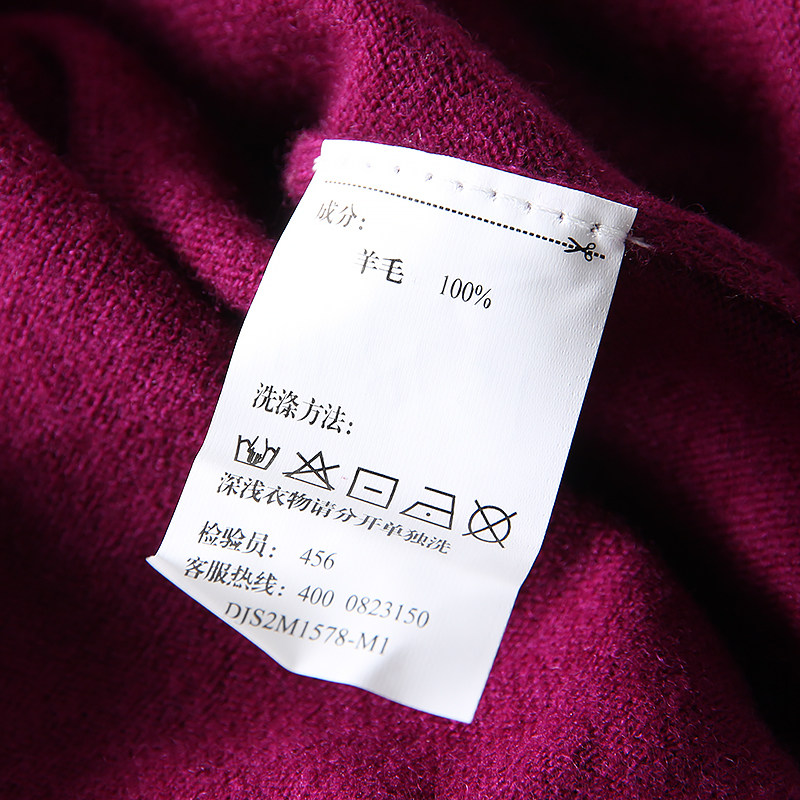 成分：
羊毛 100%
洗涤方法：
深浅衣物请分开单独洗
检验员： 456
客服热线： 400 0823150
DJS2M1578-M1